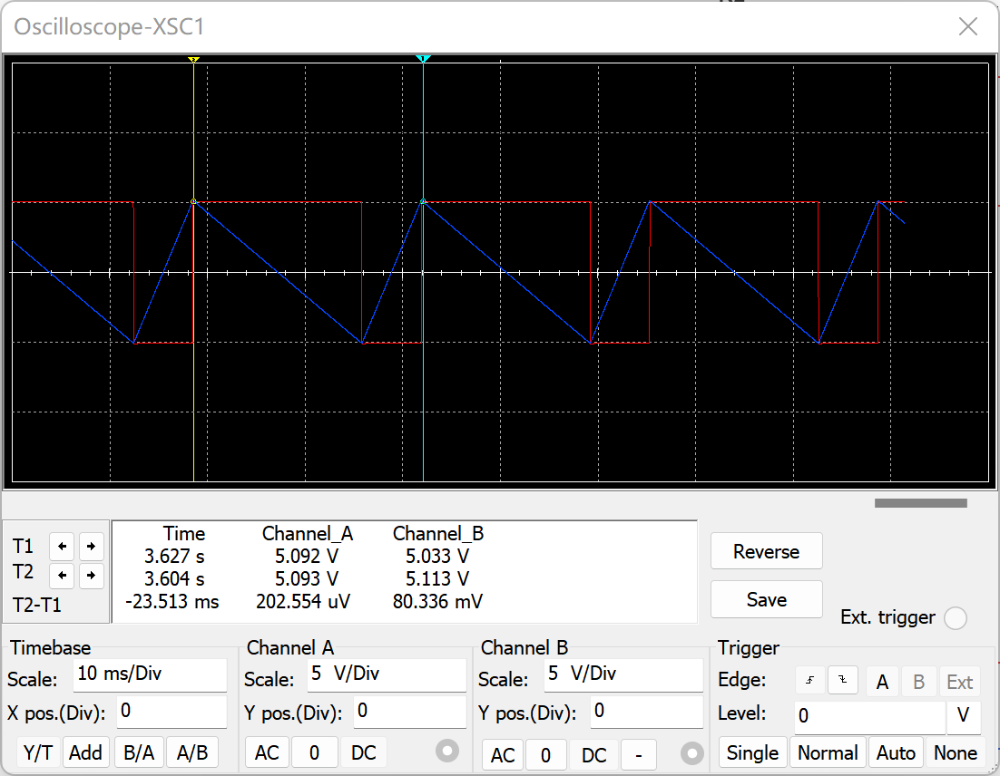 Oscilloscope-XSC1
Time Channel_A Channel_B
T1 3.627 s 5.092 V 5.033 V
T2 3.604 s 5.093 V 5.113 V
T2-T1 -23.513 ms 202.554 uV 80.336 mV
Reverse
Save
Ext. trigger
Timebase
Scale: 10 ms/Div
X pos.(Div): 0
Y/T Add B/A A/B
Channel A
Scale: 5 V/Div
Y pos.(Div): 0
AC 0 DC
Channel B
Scale: 5 V/Div
Y pos.(Div): 0
AC 0 DC -
Trigger
Edge: A B Ext
Level: 0 V
Single Normal Auto None